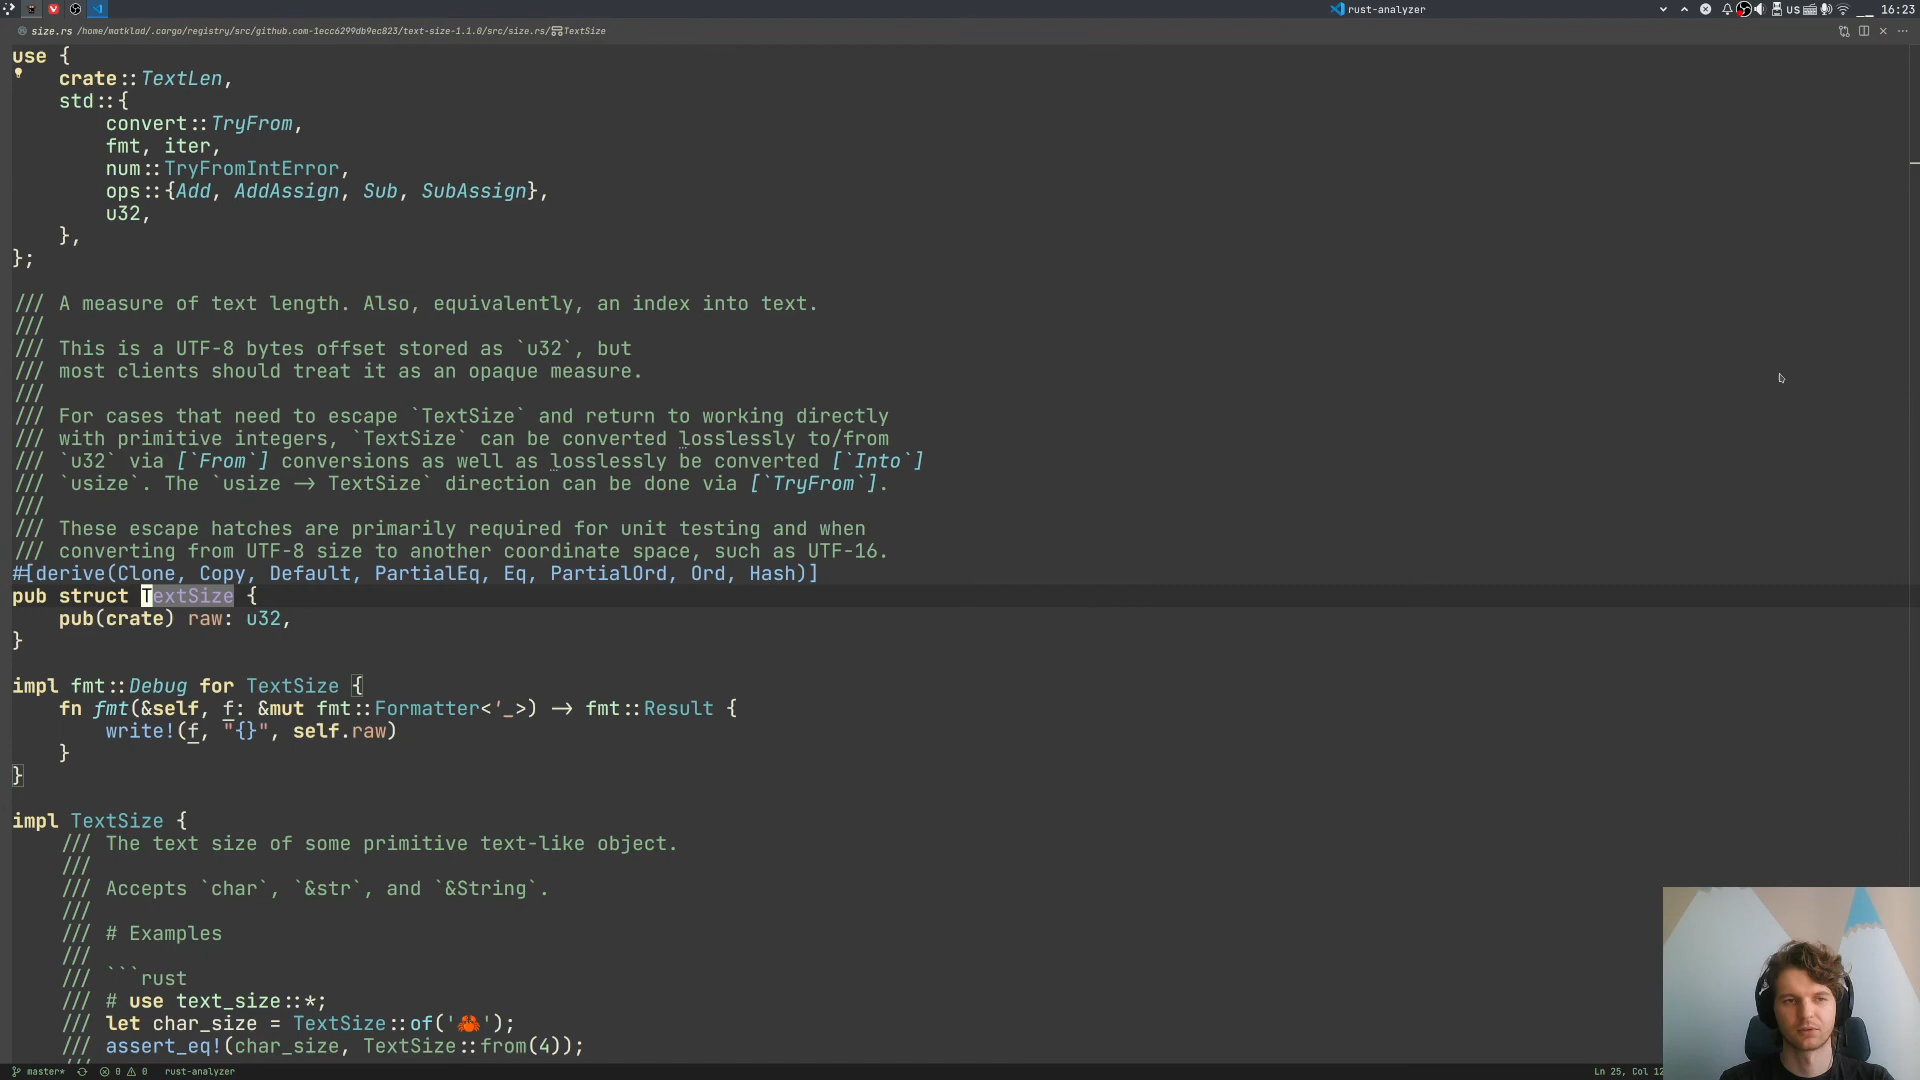 rust-analyzer
US
16:23
size.rs /home/matklad/.cargo/registry/src/github.com-1ecc6299db9ec823/text-size-1.1.0/src/size.rs/TextSize
use {
    crate::TextLen,
    std::{
        convert::TryFrom,
        fmt, iter,
        num::TryFromIntError,
        ops::{Add, AddAssign, Sub, SubAssign},
        u32,
    },
};
/// A measure of text length. Also, equivalently, an index into text.
///
/// This is a UTF-8 bytes offset stored as `u32`, but
/// most clients should treat it as an opaque measure.
///
/// For cases that need to escape `TextSize` and return to working directly
/// with primitive integers, `TextSize` can be converted losslessly to/from
/// `u32` via [`From`] conversions as well as losslessly be converted [`Into`]
/// `usize`. The `usize -> TextSize` direction can be done via [`TryFrom`].
///
/// These escape hatches are primarily required for unit testing and when
/// converting from UTF-8 size to another coordinate space, such as UTF-16.
#[derive(Clone, Copy, Default, PartialEq, Eq, PartialOrd, Ord, Hash)]
pub struct TextSize {
    pub(crate) raw: u32,
}
impl fmt::Debug for TextSize {
    fn fmt(&self, f: &mut fmt::Formatter<'_>) -> fmt::Result {
        write!(f, "{}", self.raw)
    }
}
impl TextSize {
    /// The text size of some primitive text-like object.
    ///
    /// Accepts `char`, `&str`, and `&String`.
    ///
    /// # Examples
    ///
    /// ```rust
    /// # use text_size::*;
    /// let char_size = TextSize::of('🦀');
    /// assert_eq!(char_size, TextSize::from(4));
master* 0 0 rust-analyzer
Ln 25, Col 12